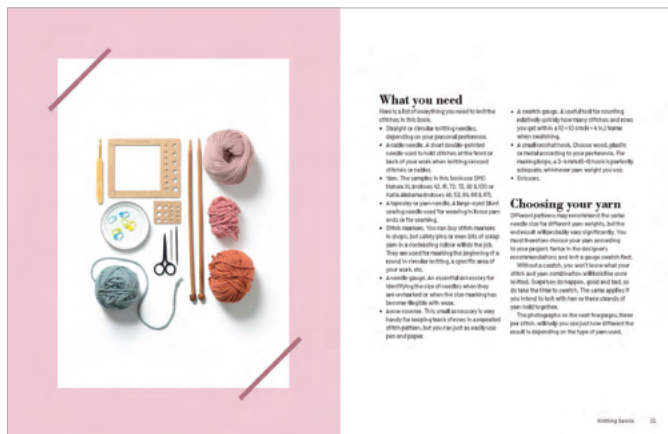 What you need
Here is a list of everything you need to knit the
stitches in this book.
• Straight or circular knitting needles,
depending on your personal preference.
• A cable needle. A short double-pointed
needle used to hold stitches at the front or
back of your work when knitting crossed
stitches or cables.
• Yarn. The samples in this book use DMC
Natura XL
or
Katia Alabama
• A tapestry or yarn needle. A large-eyed blunt
sewing needle used for weaving in loose yarn
ends or for seaming.
• Stitch markers. You can buy stitch markers
in shops, but safety pins or even bits of scrap
yarn in a contrasting colour will do the job.
They are used for marking the beginning of a
round in circular knitting, a specific area of
your work, etc.
• A needle gauge. An essential accessory for
identifying the size of needles when they
are unmarked or when the size marking has
become illegible with wear.
• A row counter. This small accessory is very
handy for keeping track of rows in a repeated
stitch pattern, but you can just as easily use
pen and paper.
• A swatch gauge. A useful tool for counting
relatively quickly how many stitches and rows
you get within a 10 × 10 cm (4 × 4 in.) frame
when swatching.
• A small crochet hook. Choose wood, plastic
or metal according to your preference. For
making loops, a hook is perfectly
adequate, whichever yarn weight you use.
• Scissors.
Choosing your yarn
Different patterns may recommend the same
needle size for different yarn weights, but the
end result will probably vary significantly. You
must therefore choose your yarn according
to your project, factor in the designer's
recommendations and knit a gauge swatch first.
Without a swatch, you won't know what your
stitch and yarn combination will look like once
knitted. Surprises do happen, good and bad, so
do take the time to swatch. The same applies if
you intend to knit with two or three strands of
yarn held together.
The photographs on the next few pages, three
per stitch, will help you see just how different the
result is depending on the type of yarn used.
Knitting basics